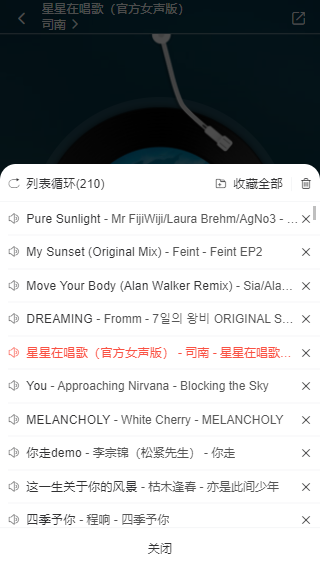 星星在唱歌（官方女声版）
司南
列表循环(210)
收藏全部
Pure Sunlight - Mr FijiWiji/Laura Brehm/AgNo3 - ...
My Sunset (Original Mix) - Feint - Feint EP2
Move Your Body (Alan Walker Remix) - Sia/Ala...
DREAMING - Fromm - 7일의 왕비 ORIGINAL S...
星星在唱歌（官方女声版） - 司南 - 星星在唱歌...
You - Approaching Nirvana - Blocking the Sky
MELANCHOLY - White Cherry - MELANCHOLY
你走demo - 李宗锦（松紧先生） - 你走
这一生关于你的风景 - 枯木逢春 - 亦是此间少年
四季予你 - 程响 - 四季予你
关闭